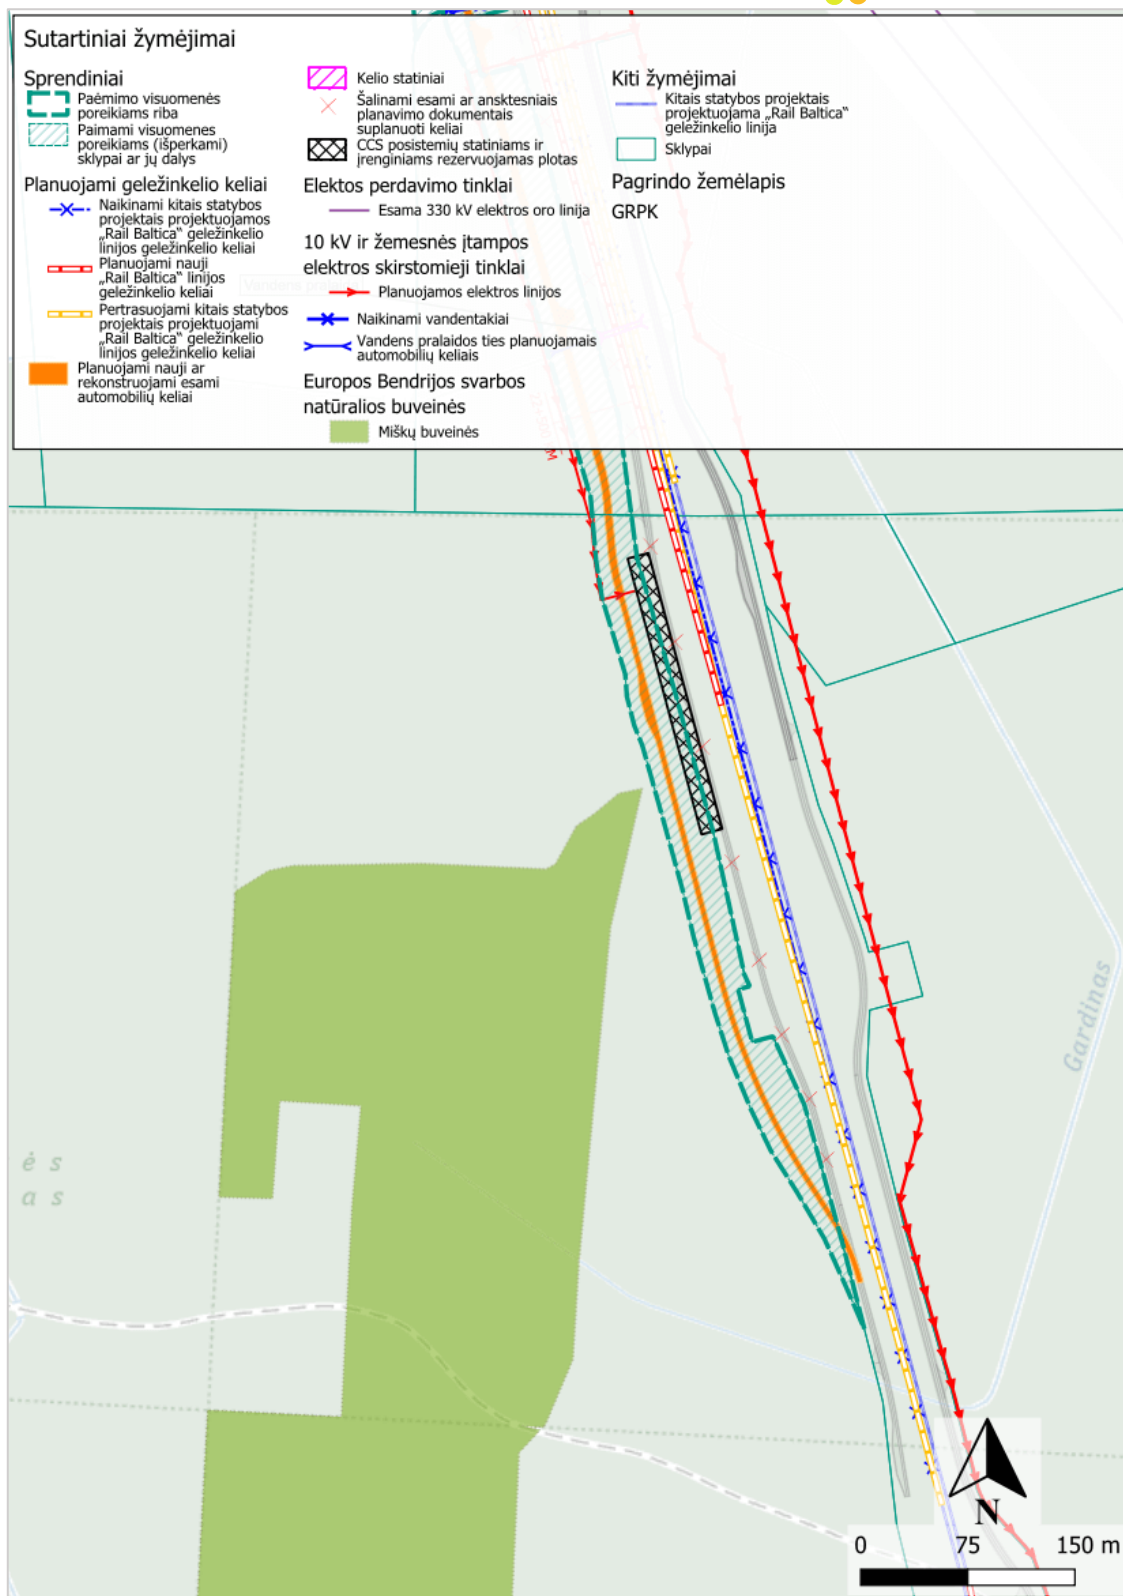 Sutartiniai žymėjimai
Sprendiniai
Paėmimo visuomenės
poreikiams riba
Paimami visuomenes
poreikiams (išperkami)
sklypai ar jų dalys
Planuojami geležinkelio keliai
Naikinami kitais statybos
projektais projektuojamos
„Rail Baltica“ geležinkelio
linijos geležinkelio keliai
Planuojami nauji
„Rail Baltica“ linijos
geležinkelio keliai
Pertrasuojami kitais statybos
projektais projektuojami
„Rail Baltica“ geležinkelio
linijos geležinkelio keliai
Planuojami nauji ar
rekonstruojami esami
automobilių keliai
Kelio statiniai
Šalinami esami ar ansktesniais
planavimo dokumentais
suplanuoti keliai
CCS posistemių statiniams ir
įrenginiams rezervuojamas plotas
Elektos perdavimo tinklai
Esama 330 kV elektros oro linija
10 kV ir žemesnės įtampos
elektros skirstomieji tinklai
Planuojamos elektros linijos
Naikinami vandentakiai
Vandens pralaidos ties planuojamais
automobilių keliais
Europos Bendrijos svarbos
natūralios buveinės
Miškų buveinės
Kiti žymėjimai
Kitais statybos projektais
projektuojama „Rail Baltica“
geležinkelio linija
Sklypai
Pagrindo žemėlapis
GRPK
Gardinas
ės
as
N
0 75 150 m